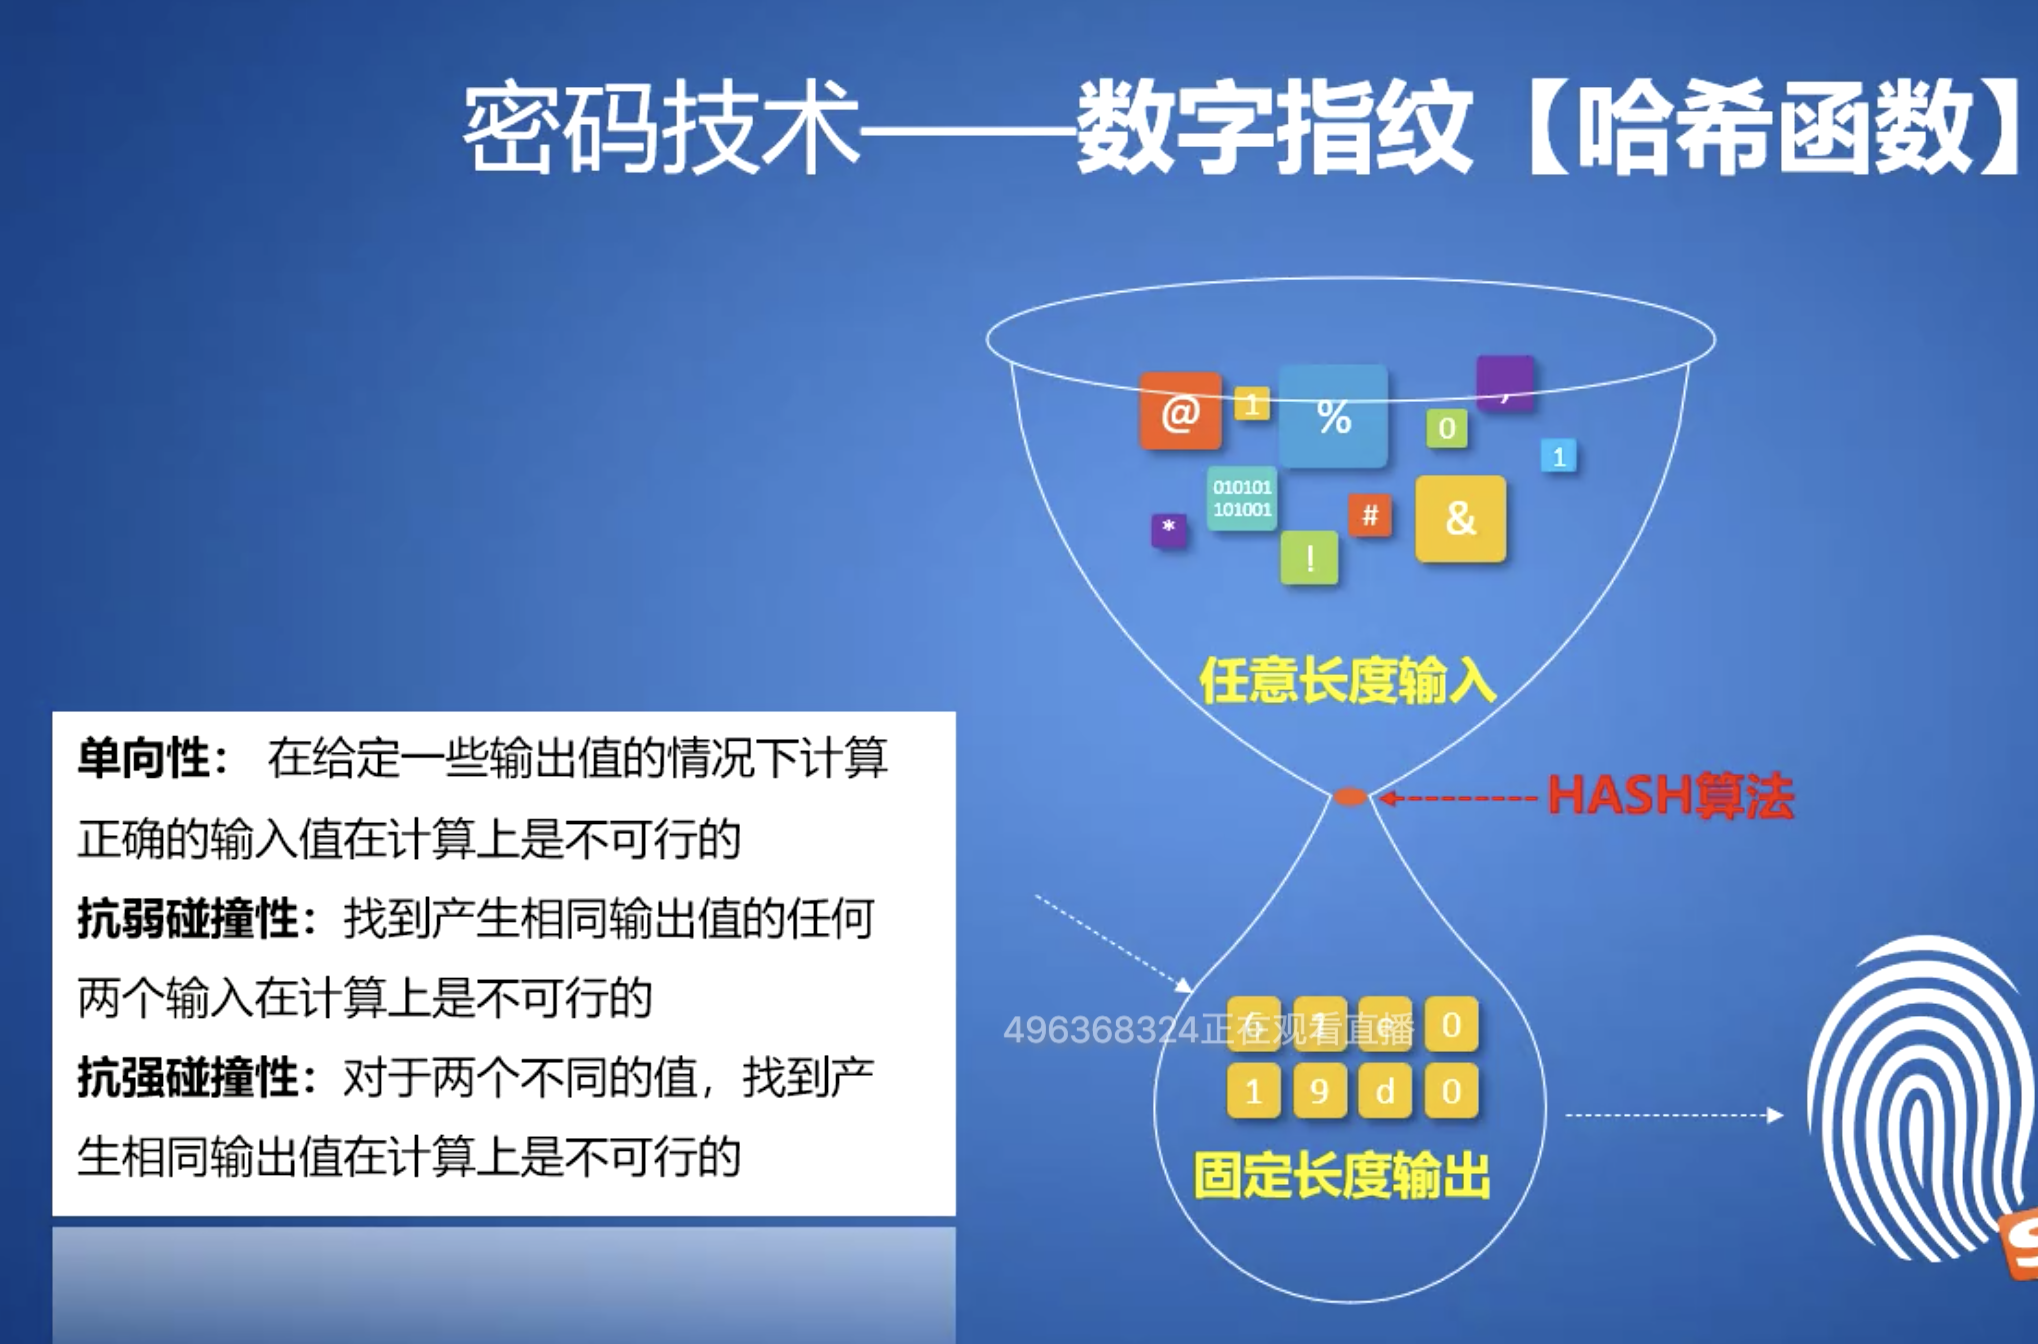 密码技术——数字指纹【哈希函数】
@ 1 % 0 , 1
010101
101001
* # &
!
任意长度输入
单向性： 在给定一些输出值的情况下计算
正确的输入值在计算上是不可行的
抗弱碰撞性：找到产生相同输出值的任何
两个输入在计算上是不可行的
抗强碰撞性：对于两个不同的值，找到产
生相同输出值在计算上是不可行的
HASH算法
496368324正在观看直播
6 1 e 0
1 9 d 0
固定长度输出
S